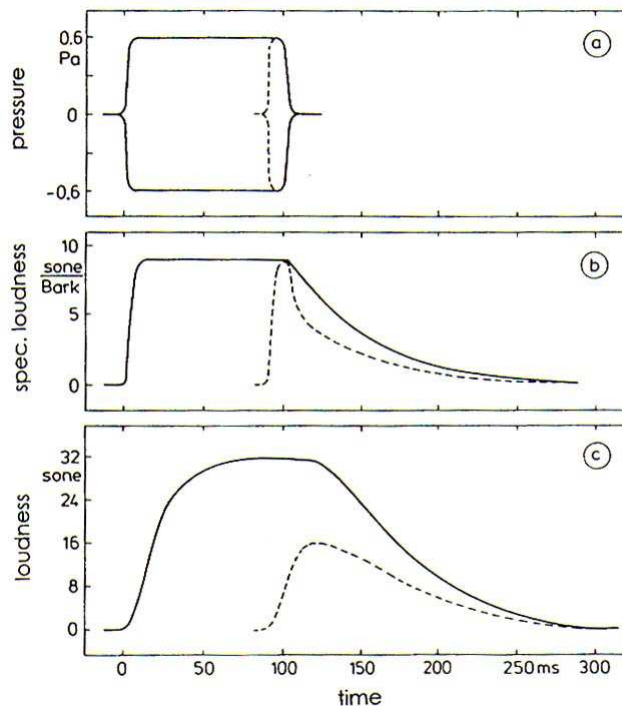 0.6
Pa
0
-0.6
pressure
a
10
sone
Bark
5
0
spec. loudness
b
32
sone
24
16
8
0
loudness
c
0 50 100 150 200 250 ms 300
time